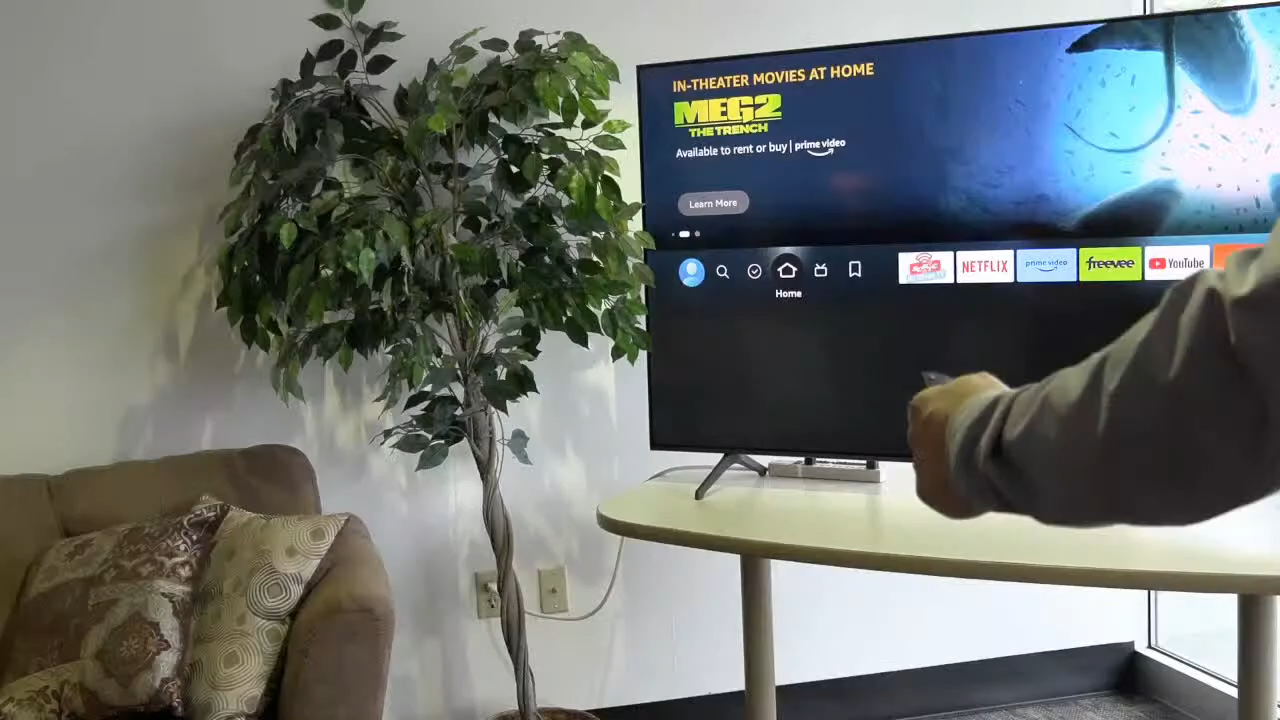 IN-THEATER MOVIES AT HOME
MEG2
THE TRENCH
Available to rent or buy | prime video
Learn More
NETFLIX
prime video
freevee
YouTube
Home